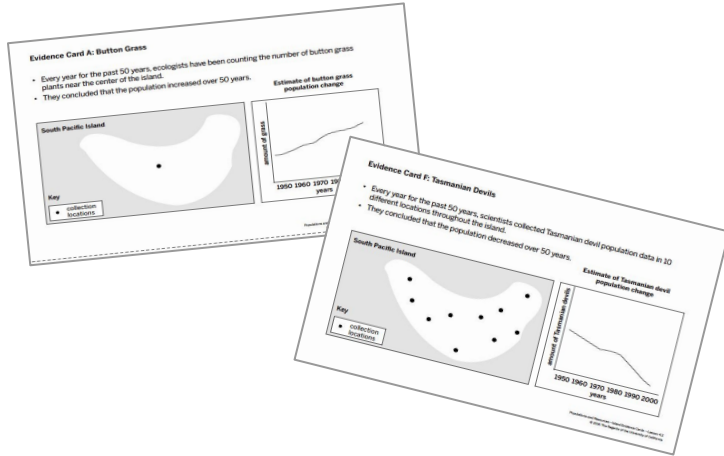 Evidence Card A: Button Grass
• Every year for the past 50 years, ecologists have been counting the number of button grass
plants near the center of the island.
• They concluded that the population increased over 50 years.
South Pacific Island
Key
collection
locations
Estimate of button grass
population change
amount of grass
1950 1960 1970
years
Evidence Card F: Tasmanian Devils
• Every year for the past 50 years, scientists collected Tasmanian devil population data in 10
different locations throughout the island.
• They concluded that the population decreased over 50 years.
South Pacific Island
Key
collection
locations
Estimate of Tasmanian devil
population change
amount of Tasmanian devils
1950 1960 1970 1980 1990 2000
years